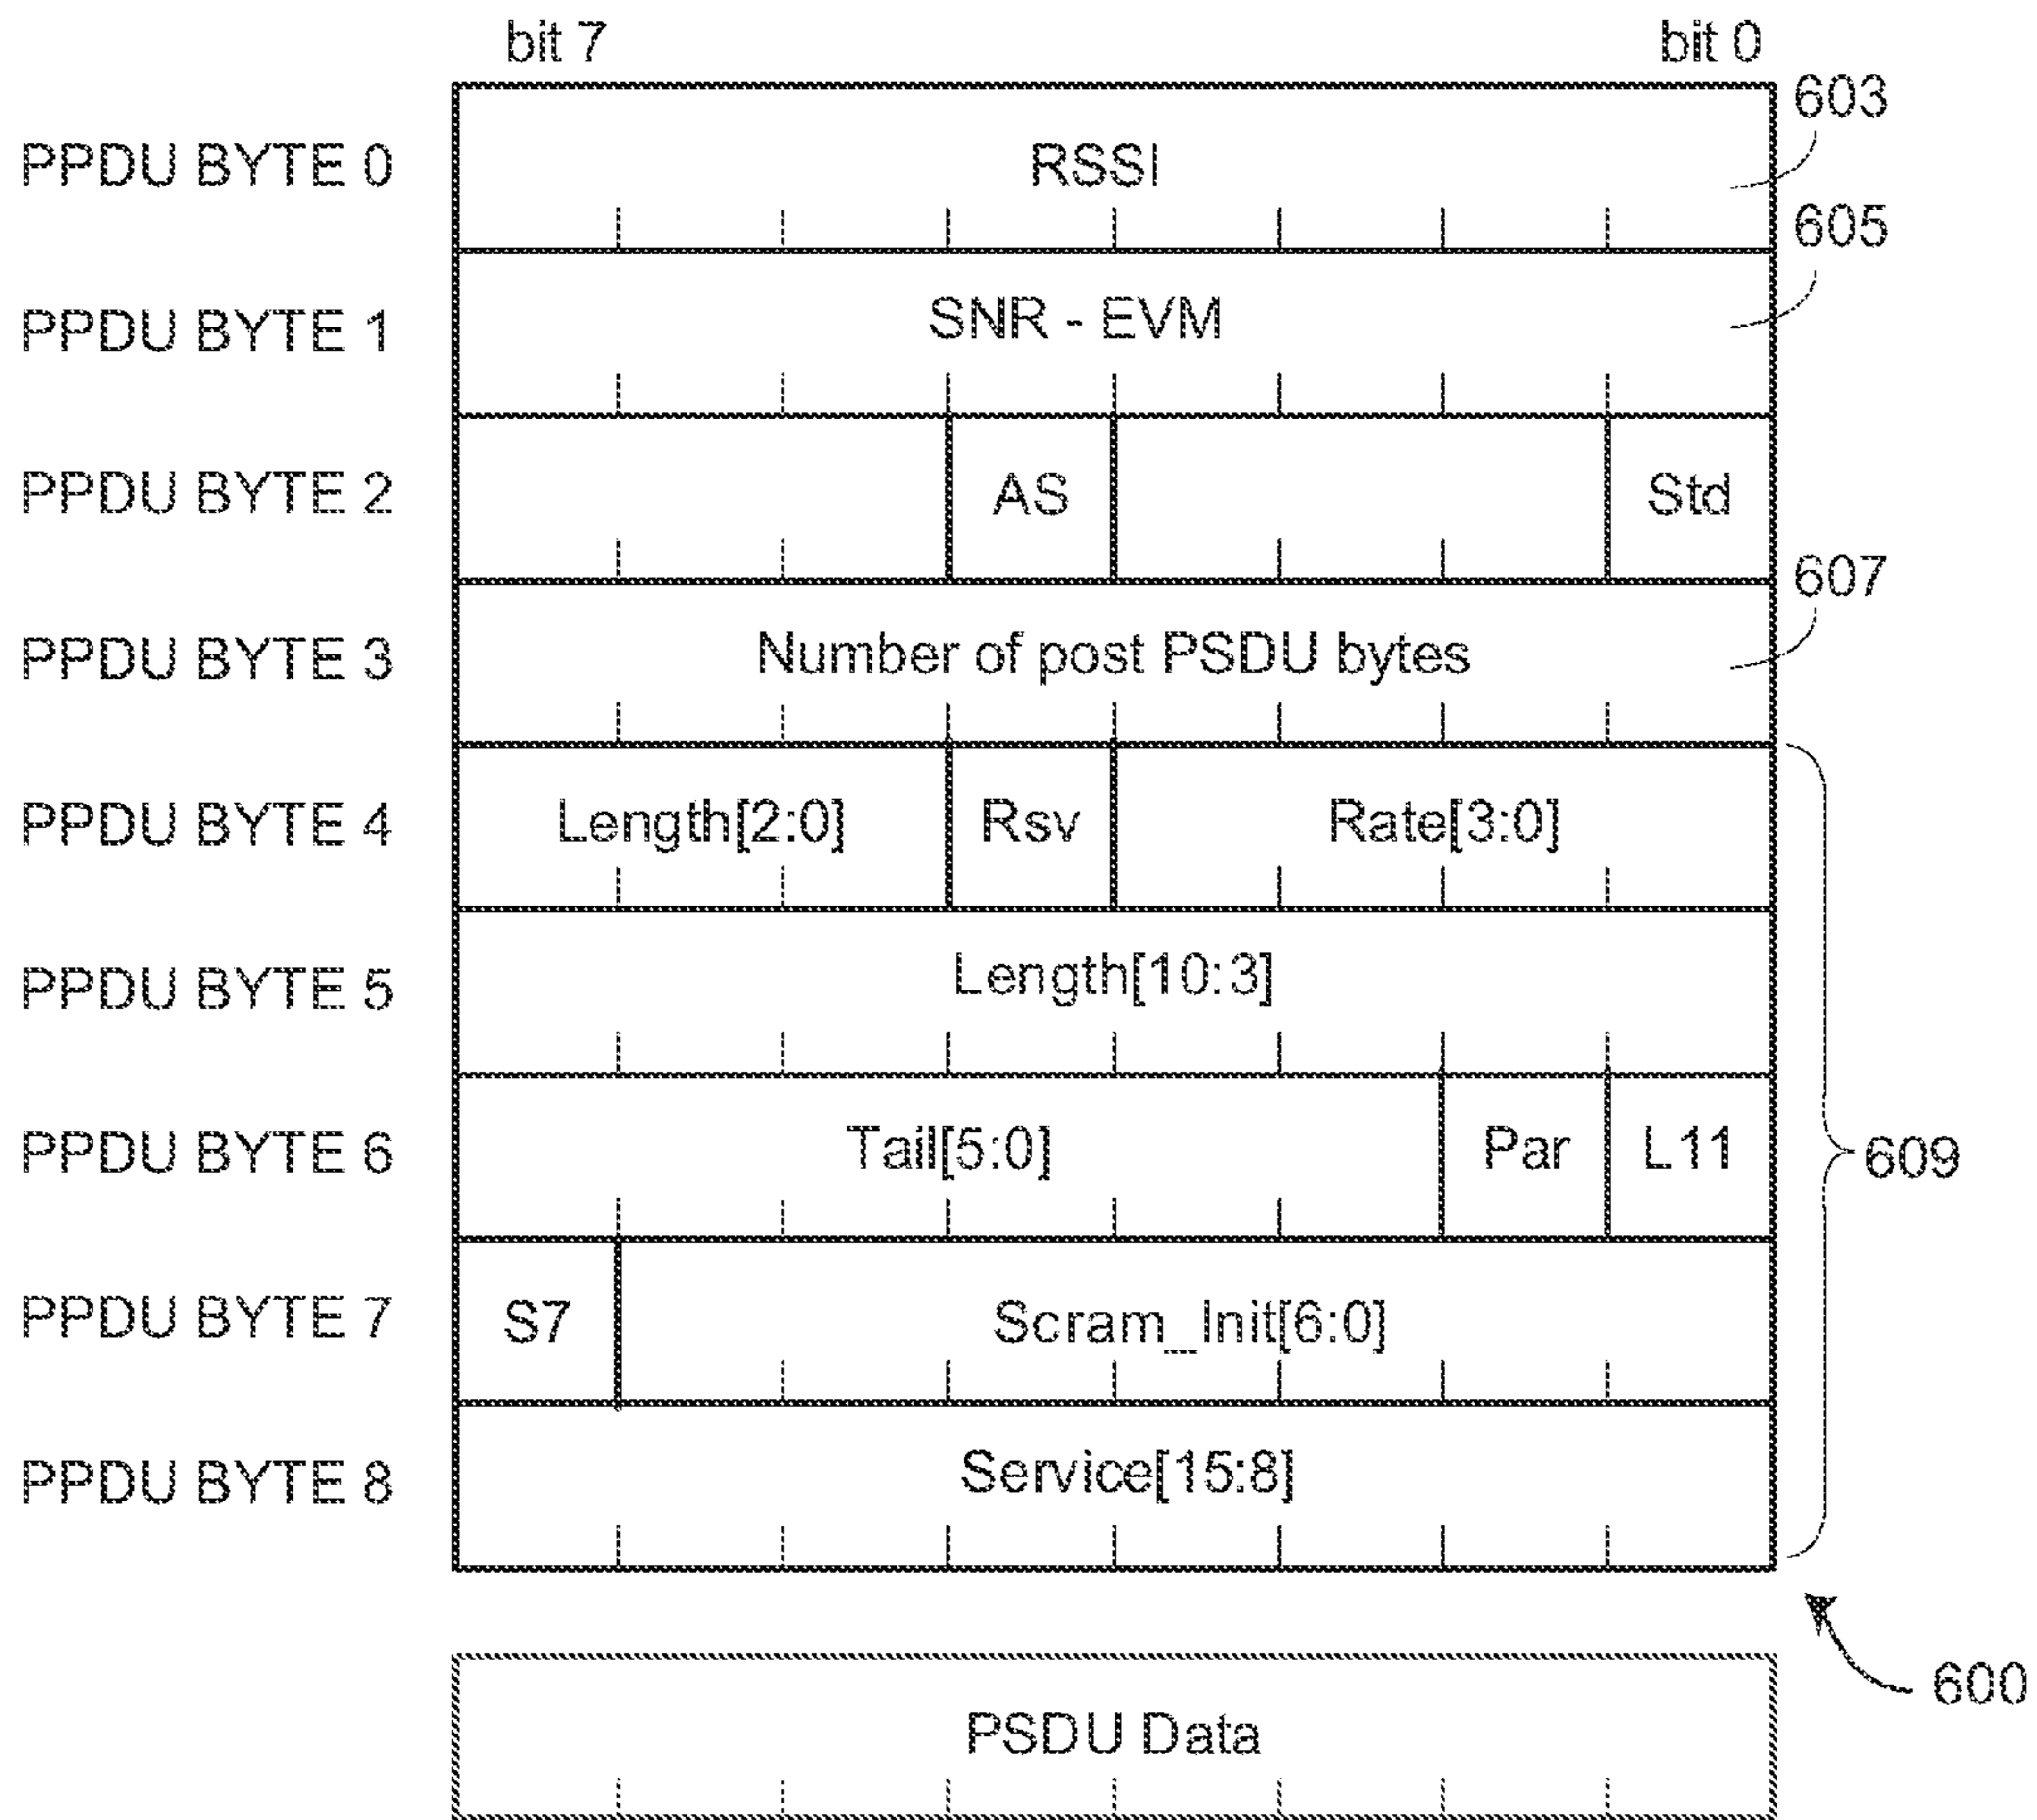 bit 7 bit 0
603
PPDU BYTE 0 RSSI
605
PPDU BYTE 1 SNR - EVM
PPDU BYTE 2 AS Std
607
PPDU BYTE 3 Number of post PSDU bytes
PPDU BYTE 4 Length[2:0] Rsv Rate[3:0]
PPDU BYTE 5 Length[10:3]
PPDU BYTE 6 Tail[5:0] Par L11 609
PPDU BYTE 7 S7 Scram_Init[6:0]
PPDU BYTE 8 Service[15:8]
600
PSDU Data